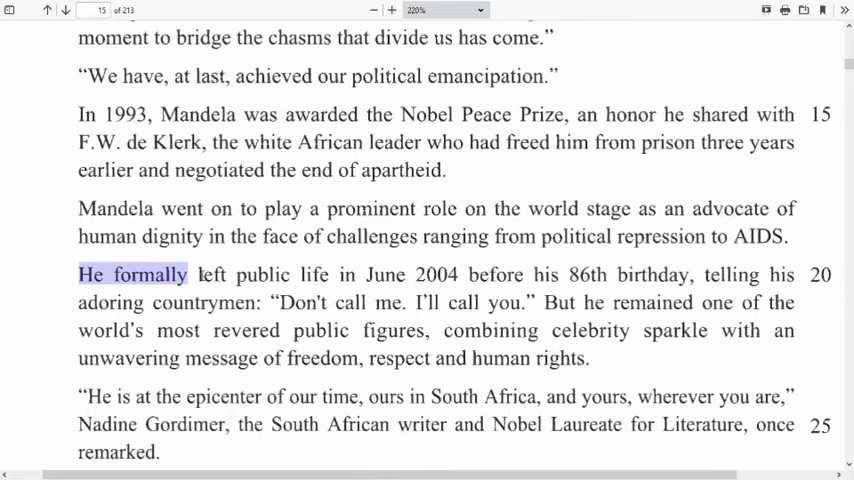 15 of 213 220%
moment to bridge the chasms that divide us has come.”
“We have, at last, achieved our political emancipation.”
In 1993, Mandela was awarded the Nobel Peace Prize, an honor he shared with 15
F.W. de Klerk, the white African leader who had freed him from prison three years
earlier and negotiated the end of apartheid.
Mandela went on to play a prominent role on the world stage as an advocate of
human dignity in the face of challenges ranging from political repression to AIDS.
He formally left public life in June 2004 before his 86th birthday, telling his 20
adoring countrymen: “Don't call me. I’ll call you.” But he remained one of the
world’s most revered public figures, combining celebrity sparkle with an
unwavering message of freedom, respect and human rights.
“He is at the epicenter of our time, ours in South Africa, and yours, wherever you are,”
Nadine Gordimer, the South African writer and Nobel Laureate for Literature, once 25
remarked.